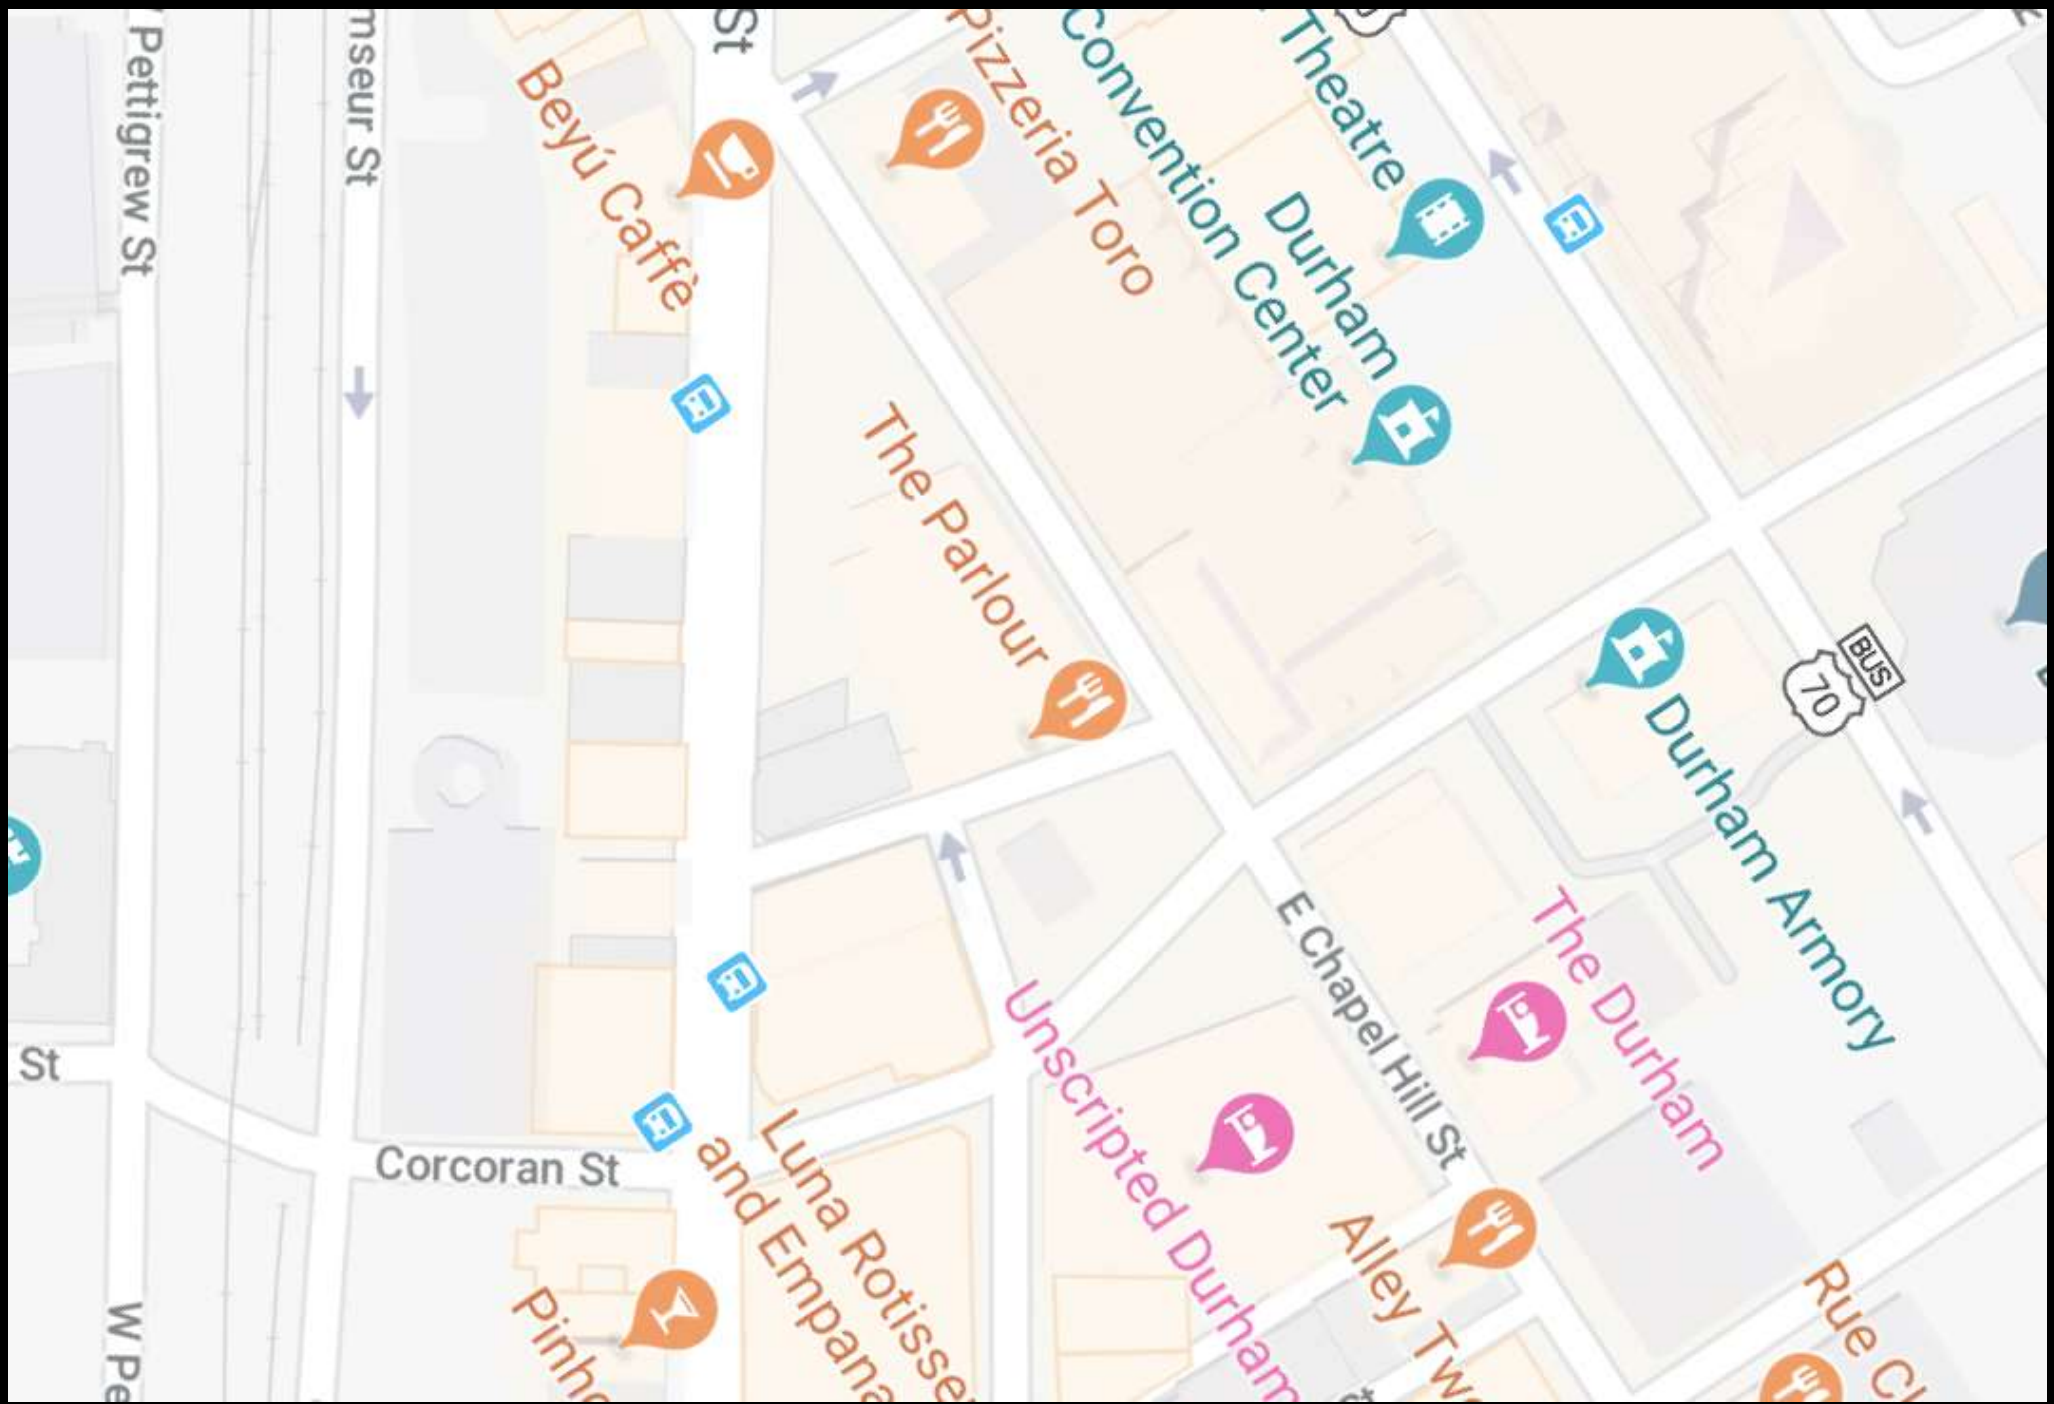 W Pettigrew St
mseur St
St
Beyú Caffè
Pizzeria Toro
Convention Center
Durham
Theatre
The Parlour
BUS
70
Durham Armory
The Durham
E Chapel Hill St
Unscripted Durham
St
Corcoran St
Luna Rotisse
and Empana
Alley Tw
Rue Cl
Pinho
W Pe